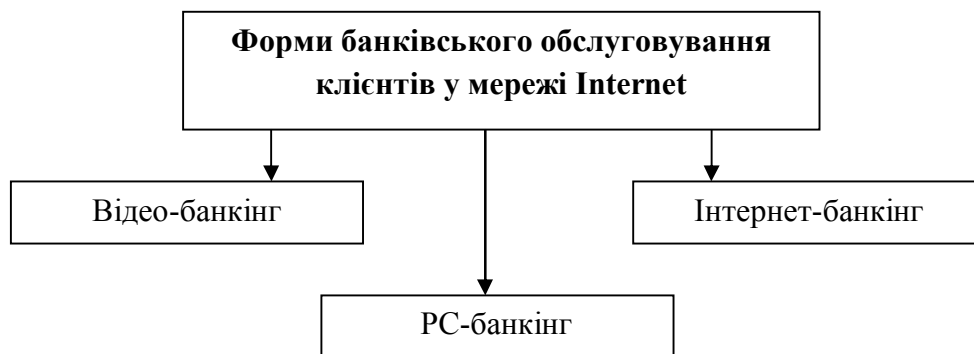 Форми банківського обслуговування
клієнтів у мережі Internet
Відео-банкінг
Інтернет-банкінг
РС-банкінг